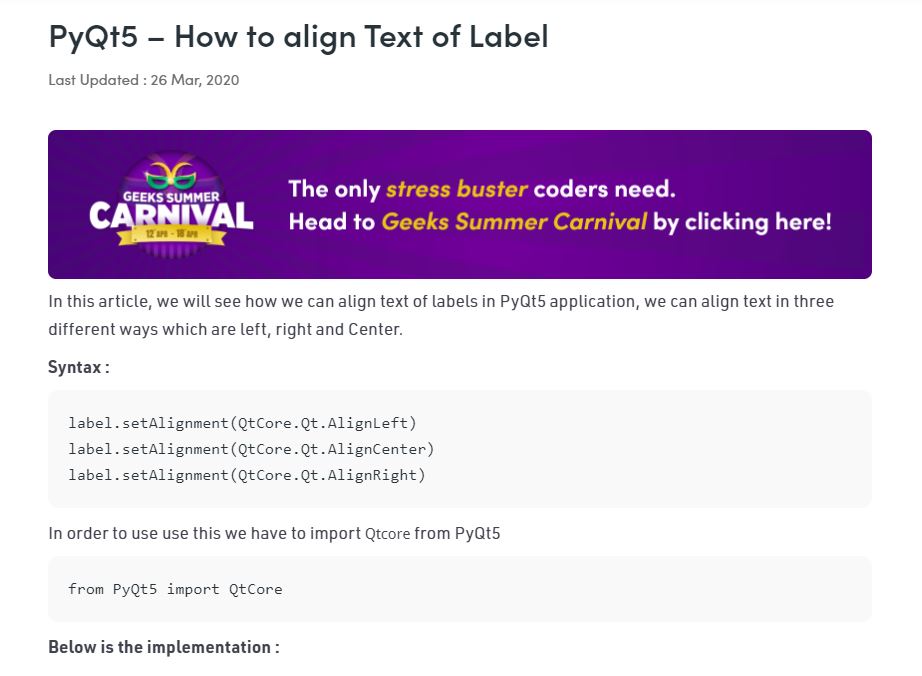 PyQt5 – How to align Text of Label
Last Updated : 26 Mar, 2020
GEEKS SUMMER
CARNIVAL
12 APR - 18 APR
The only stress buster coders need.
Head to Geeks Summer Carnival by clicking here!
In this article, we will see how we can align text of labels in PyQt5 application, we can align text in three
different ways which are left, right and Center.
Syntax :
label.setAlignment(QtCore.Qt.AlignLeft)
label.setAlignment(QtCore.Qt.AlignCenter)
label.setAlignment(QtCore.Qt.AlignRight)
In order to use use this we have to import Qtcore from PyQt5
from PyQt5 import QtCore
Below is the implementation :